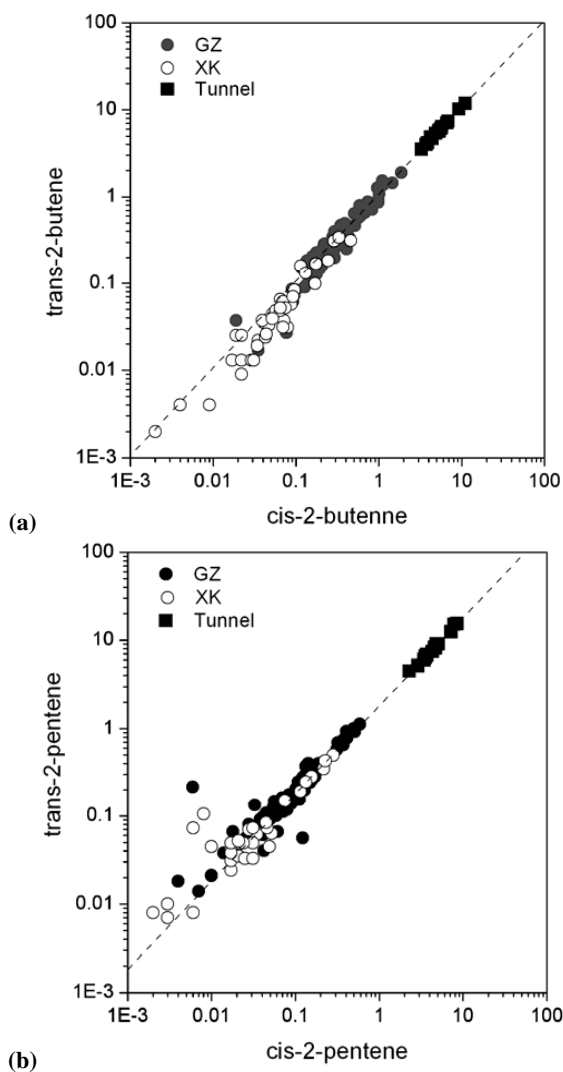 100
10
1
0.1
0.01
1E-3
trans-2-butene
GZ
XK
Tunnel
1E-3 0.01 0.1 1 10 100
cis-2-butenne
(a)
100
10
1
0.1
0.01
1E-3
trans-2-pentene
GZ
XK
Tunnel
1E-3 0.01 0.1 1 10 100
cis-2-pentene
(b)